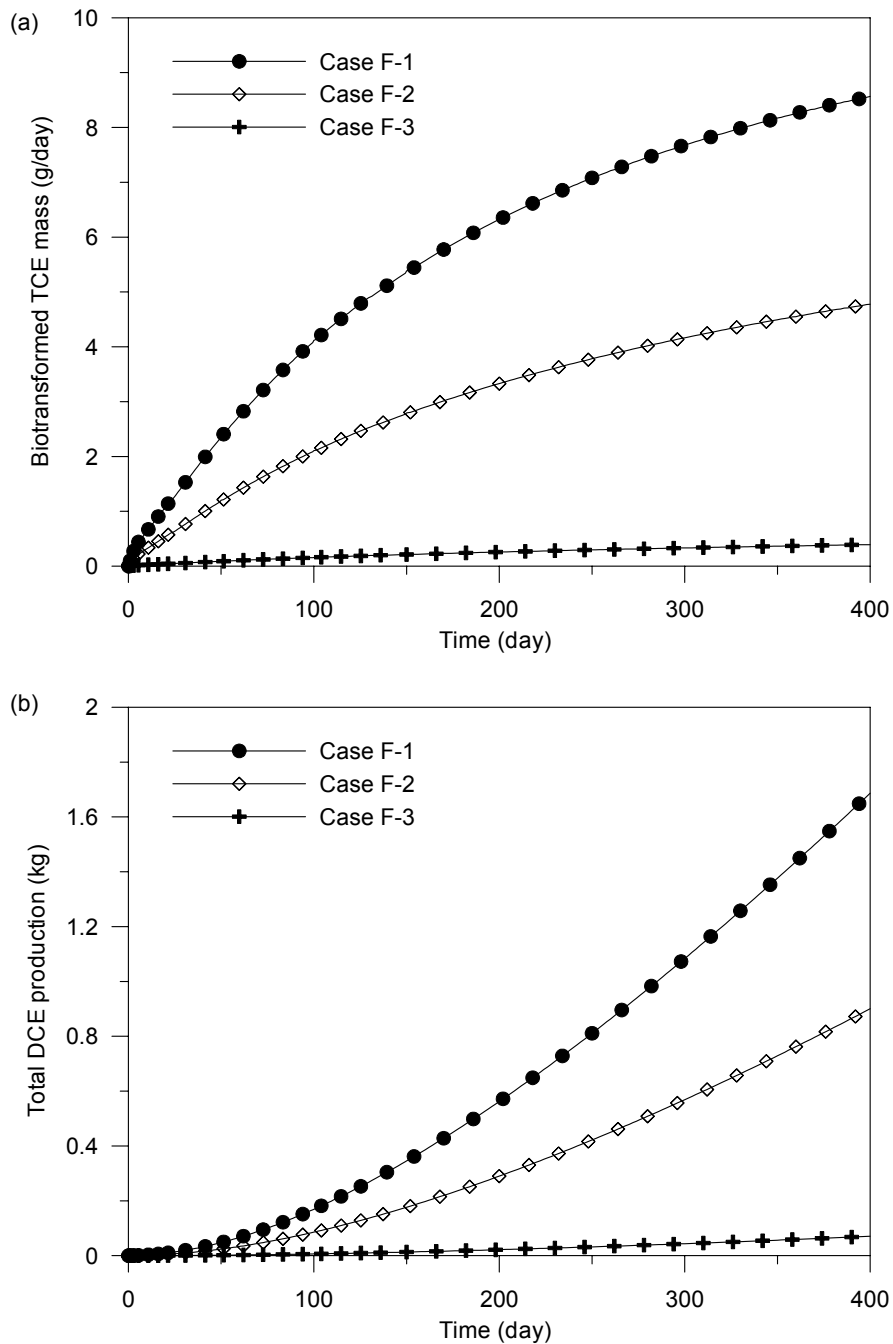 (a)
10
8
6
4
2
0
Biotransformed TCE mass (g/day)
Case F-1
Case F-2
Case F-3
0 100 200 300 400
Time (day)
(b)
2
1.6
1.2
0.8
0.4
0
Total DCE production (kg)
Case F-1
Case F-2
Case F-3
0 100 200 300 400
Time (day)